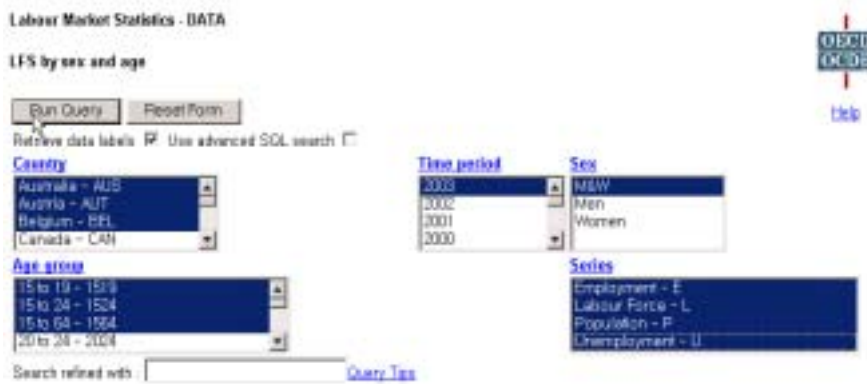 Labour Market Statistics - DATA
OECD
OCDE
LFS by sex and age
Run Query Reset Form
Help
Retrieve data labels Use advanced SQL search
Country
Australia - AUS
Austria - AUT
Belgium - BEL
Canada - CAN
Time period
2003
2002
2001
2000
Sex
M&W
Men
Women
Age group
15 to 19 - 1519
15 to 24 - 1524
15 to 64 - 1564
20 to 24 - 2024
Series
Employment - E
Labour Force - L
Population - P
Unemployment - U
Search refined with : Query Tips